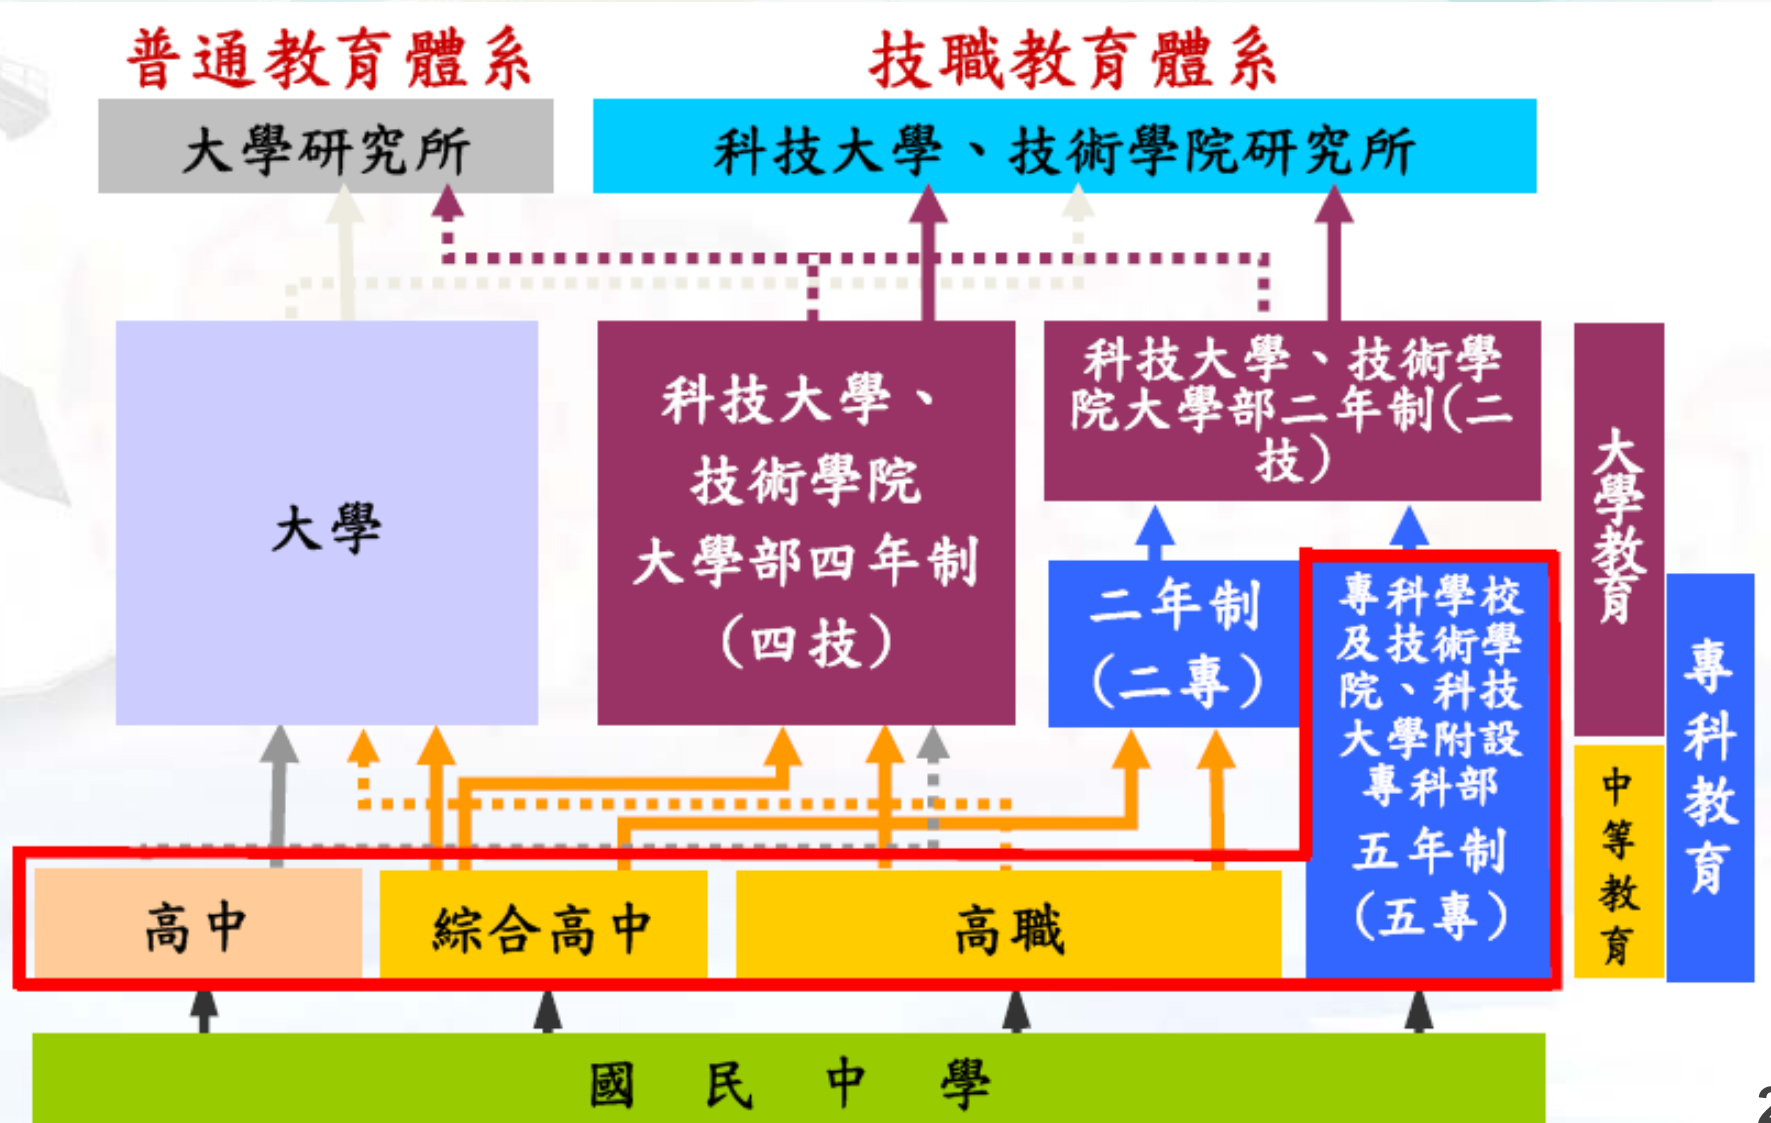 普通教育體系
技職教育體系
大學研究所
科技大學、技術學院研究所
大學
科技大學、
技術學院
大學部四年制
(四技)
科技大學、技術學
院大學部二年制(二
技)
二年制
(二專)
專科學校
及技術學
院、科技
大學附設
專科部
五年制
(五專)
大學教育
專科教育
中等教育
高中
綜合高中
高職
國民中學
2